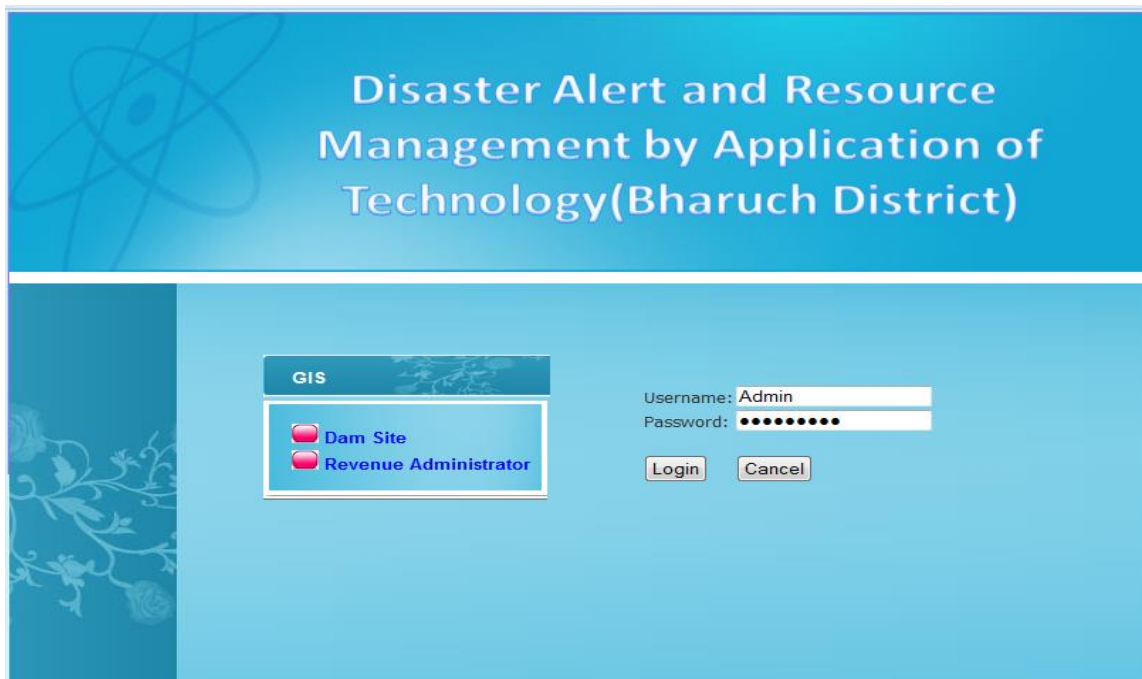 Disaster Alert and Resource
Management by Application of
Technology(Bharuch District)
GIS
Dam Site
Revenue Administrator
Username: Admin
Password: ●●●●●●●●●
Login Cancel